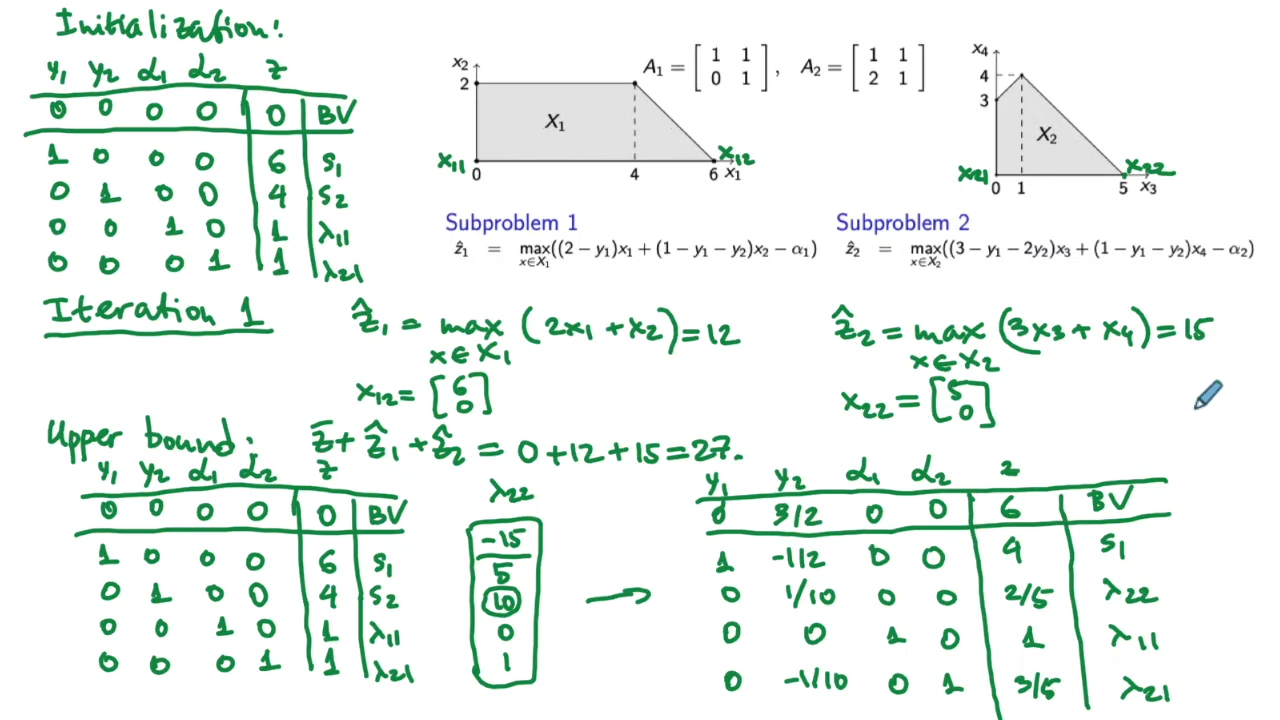 Initialization:
y₁ y₂ α₁ α₂ z
0 0 0 0 0 BV
1 0 0 0 6 s₁
0 1 0 0 4 s₂
0 0 1 0 1 λ₁₁
0 0 0 1 1 λ₂₁
x₂
2
X₁
x₁₁
x₁₂
0 4 6 x₁
A₁ = [ 1 1 ; 0 1 ], A₂ = [ 1 1 ; 2 1 ]
x₄
4
3
X₂
x₂₁
x₂₂
0 1 5 x₃
Subproblem 1
ẑ₁ = max x∈X₁ ((2 − y₁)x₁ + (1 − y₁ − y₂)x₂ − α₁)
Subproblem 2
ẑ₂ = max x∈X₂ ((3 − y₁ − 2y₂)x₃ + (1 − y₁ − y₂)x₄ − α₂)
Iteration 1
ẑ₁ = max x∈X₁ (2x₁ + x₂) = 12
x₁₂ = [ 6 ; 0 ]
ẑ₂ = max x∈X₂ (3x₃ + x₄) = 15
x₂₂ = [ 5 ; 0 ]
Upper bound: z̄ + ẑ₁ + ẑ₂ = 0 + 12 + 15 = 27.
y₁ y₂ α₁ α₂ z
0 0 0 0 0 BV
1 0 0 0 6 s₁
0 1 0 0 4 s₂
0 0 1 0 1 λ₁₁
0 0 0 1 1 λ₂₁
λ₂₂
-15
5
10
0
1
→
y₁ y₂ α₁ α₂ z
0 3/2 0 0 6 BV
1 -1/2 0 0 4 s₁
0 1/10 0 0 2/5 λ₂₂
0 0 1 0 1 λ₁₁
0 -1/10 0 1 3/5 λ₂₁